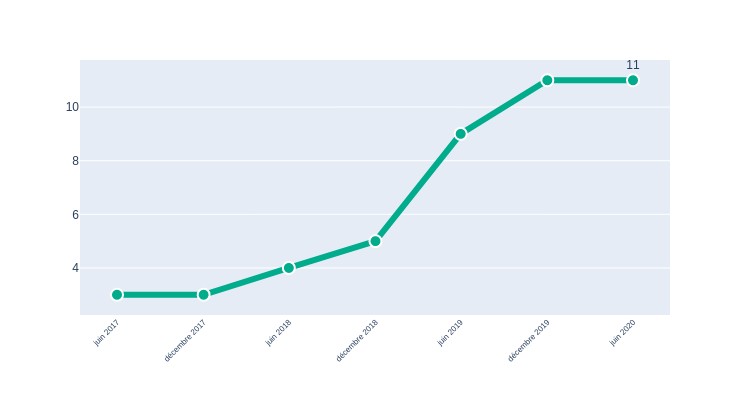 11
10
8
6
4
juin 2017
décembre 2017
juin 2018
décembre 2018
juin 2019
décembre 2019
juin 2020